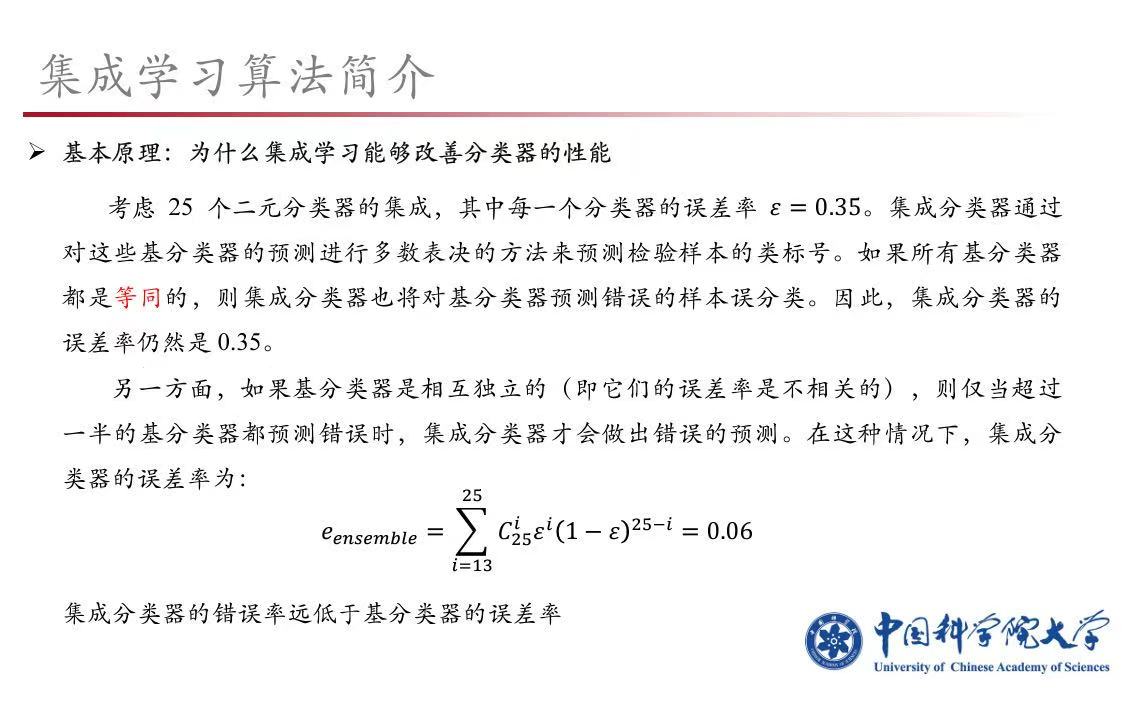 集成学习算法简介
➢ 基本原理：为什么集成学习能够改善分类器的性能
考虑 25 个二元分类器的集成，其中每一个分类器的误差率 ε = 0.35。集成分类器通过
对这些基分类器的预测进行多数表决的方法来预测检验样本的类标号。如果所有基分类器
都是等同的，则集成分类器也将对基分类器预测错误的样本误分类。因此，集成分类器的
误差率仍然是 0.35。
另一方面，如果基分类器是相互独立的（即它们的误差率是不相关的），则仅当超过
一半的基分类器都预测错误时，集成分类器才会做出错误的预测。在这种情况下，集成分
类器的误差率为：
e_{ensemble} = \sum_{i=13}^{25} C_{25}^{i} ε^{i} (1 − ε)^{25−i} = 0.06
集成分类器的错误率远低于基分类器的误差率
中国科学院大学
University of Chinese Academy of Sciences